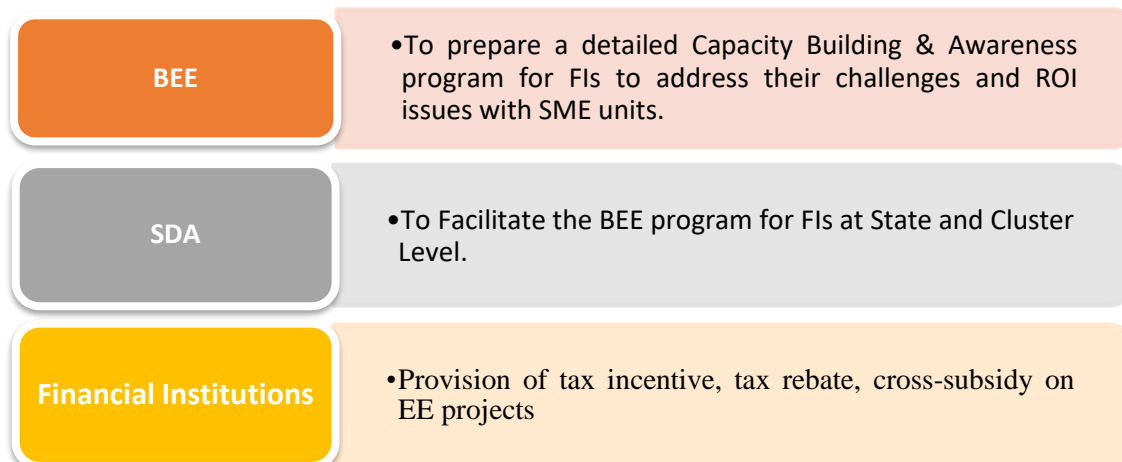 BEE
•To prepare a detailed Capacity Building & Awareness
program for FIs to address their challenges and ROI
issues with SME units.
SDA
•To Facilitate the BEE program for FIs at State and Cluster
Level.
Financial Institutions
•Provision of tax incentive, tax rebate, cross-subsidy on
EE projects